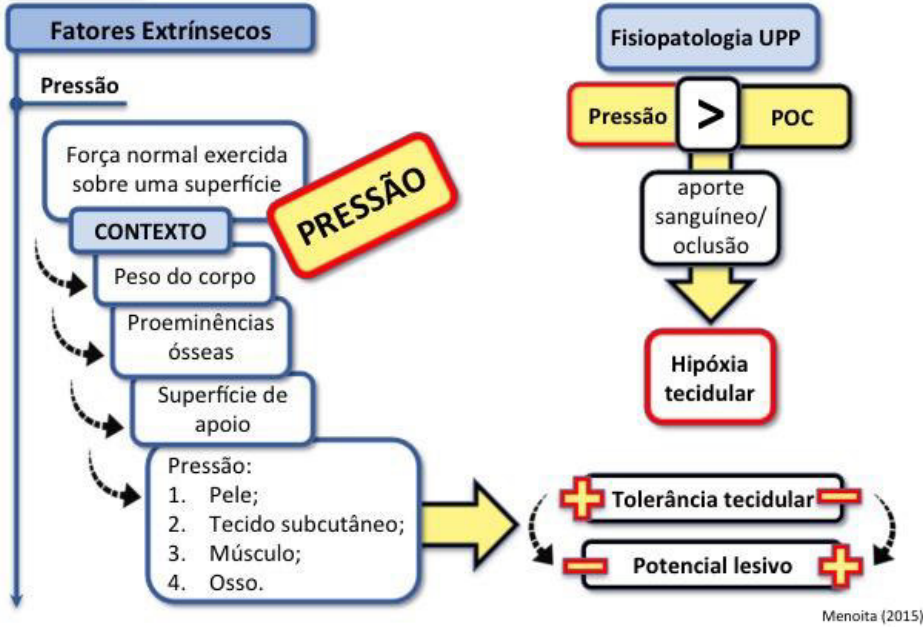 Fatores Extrínsecos
Pressão
Força normal exercida
sobre uma superfície
PRESSÃO
CONTEXTO
Peso do corpo
Proeminências
ósseas
Superfície de
apoio
Pressão:
1. Pele;
2. Tecido subcutâneo;
3. Músculo;
4. Osso.
Fisiopatologia UPP
Pressão > POC
aporte
sanguíneo/
oclusão
Hipóxia
tecidular
+ Tolerância tecidular −
− Potencial lesivo +
Menoita (2015)